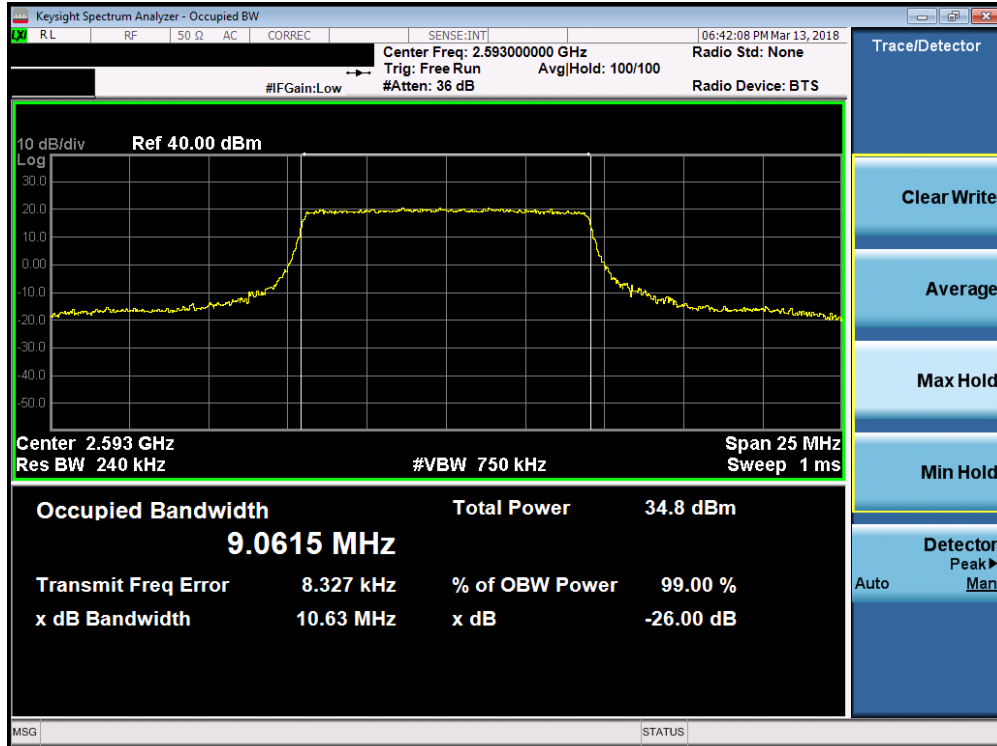 Keysight Spectrum Analyzer - Occupied BW
LXI RL RF 50 Ω AC CORREC SENSE:INT 06:42:08 PM Mar 13, 2018
Center Freq: 2.593000000 GHz Radio Std: None
Trig: Free Run Avg|Hold: 100/100
#IFGain:Low #Atten: 36 dB Radio Device: BTS
Trace/Detector
10 dB/div Ref 40.00 dBm
Log
30.0
20.0
10.0
0.00
-10.0
-20.0
-30.0
-40.0
-50.0
Center 2.593 GHz Span 25 MHz
Res BW 240 kHz #VBW 750 kHz Sweep 1 ms
Occupied Bandwidth Total Power 34.8 dBm
9.0615 MHz
Transmit Freq Error 8.327 kHz % of OBW Power 99.00 %
x dB Bandwidth 10.63 MHz x dB -26.00 dB
Clear Write
Average
Max Hold
Min Hold
Detector
Peak▶
Auto Man
MSG STATUS